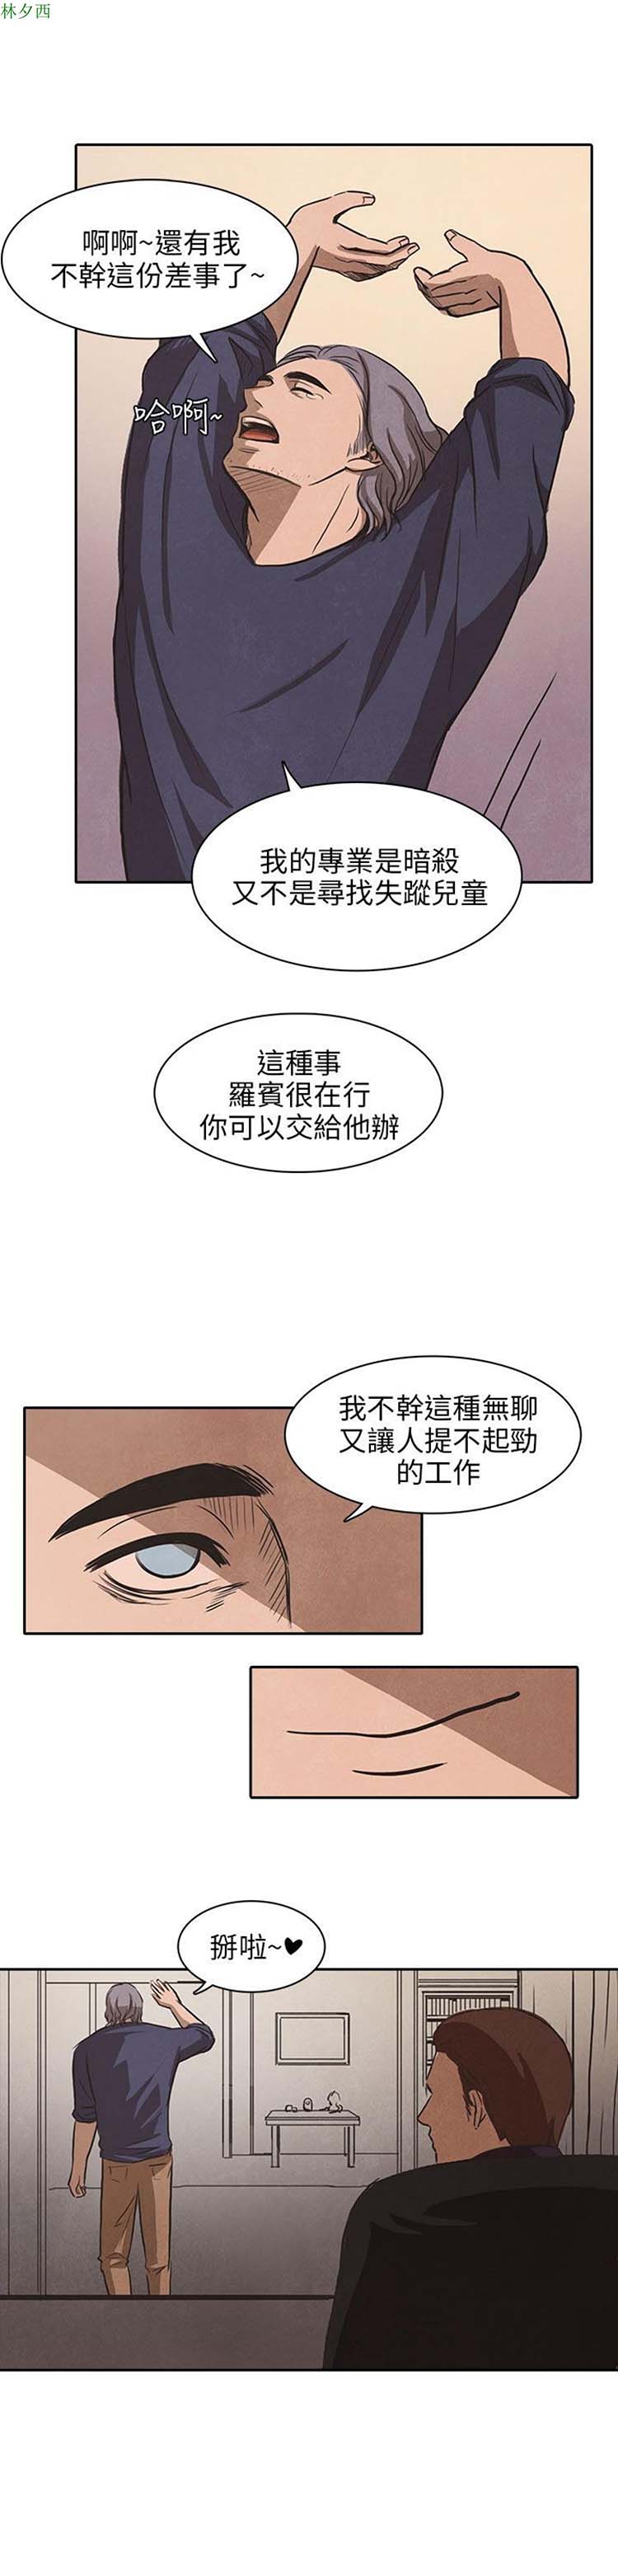 林夕西
啊啊~還有我
不幹這份差事了~
哈啊~
我的專業是暗殺
又不是尋找失蹤兒童
這種事
羅賓很在行
你可以交給他辦
我不幹這種無聊
又讓人提不起勁
的工作
掰啦~♥